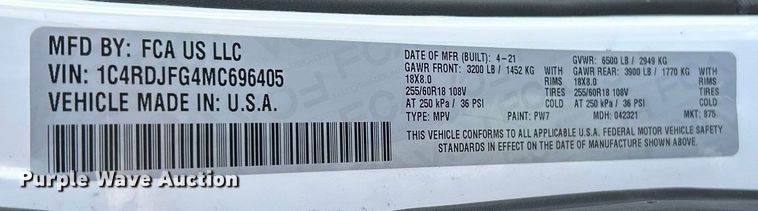 MFD BY: FCA US LLC
VIN: 1C4RDJFG4MC696405
VEHICLE MADE IN U.S.A.
DATE OF MFR (BUILT): 4-21
GAWR FRONT: 3200 LB / 1452 KG WITH
18X8.0 RIMS
255/60R18 108V TIRES
AT 250 kPa / 36 PSI
TYPE: MPV
GVWR: 6500 LB / 2949 KG
GAWR REAR: 3900 LB / 1770 KG WITH
18X8.0 RIMS
255/60R18 108V TIRES
AT 250 kPa / 36 PSI
PAINT: PW7 MDH: 042321 MKT: 875
THIS VEHICLE CONFORMS TO ALL APPLICABLE U.S.A. FEDERAL MOTOR VEHICLE SAFETY
STANDARDS IN EFFECT ON THE DATE OF MANUFACTURE SHOWN ABOVE.
Purple Wave Auction